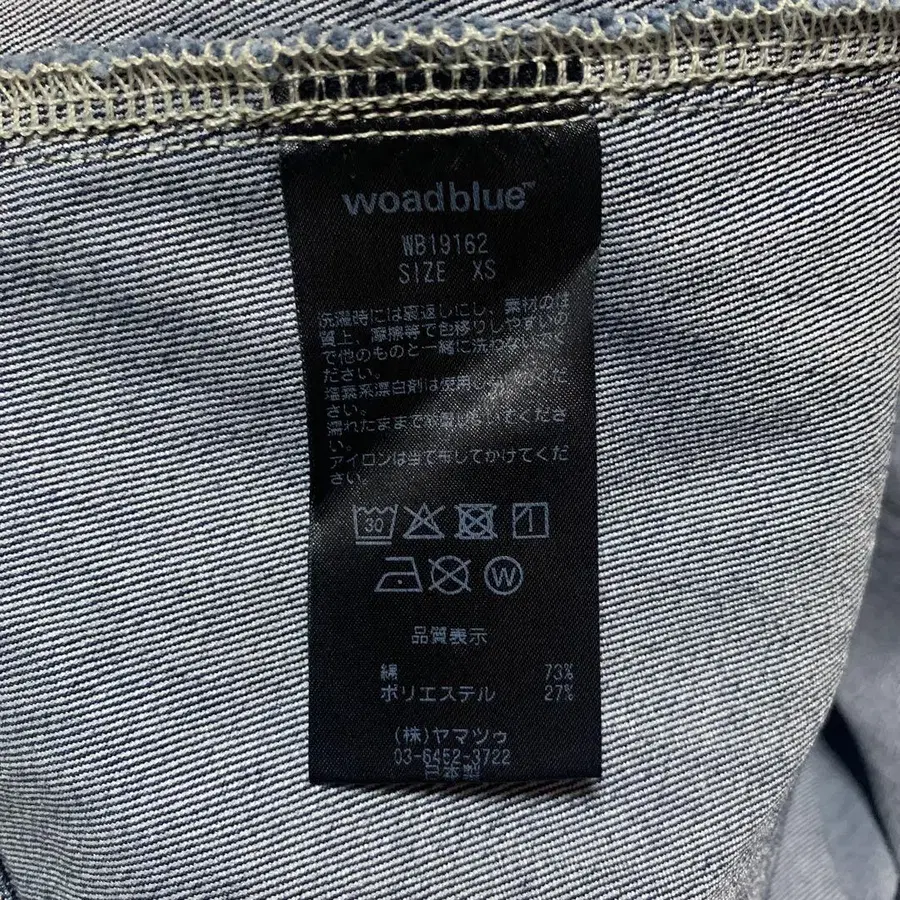 woadblue™
WB19162
SIZE XS
洗濯時には裏返しにし、素材の性
質上、摩擦等で色移りしやすいの
で他のものと一緒に洗わないでく
ださい。
塩素系漂白剤は使用しないでくだ
さい。
濡れたままで放置しないでくださ
い。
アイロンは当て布してかけてくだ
さい。
30
W
品質表示
綿 73%
ポリエステル 27%
(株)ヤマツゥ
03-6452-3722
日本製